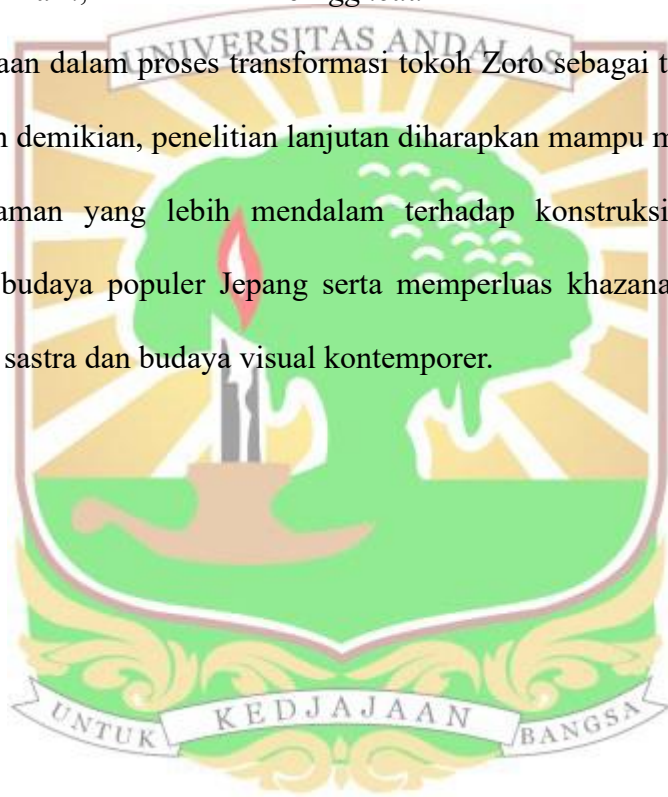 UNIVERSITAS ANDALAS
aan dalam proses transformasi tokoh Zoro sebagai t
n demikian, penelitian lanjutan diharapkan mampu m
aman yang lebih mendalam terhadap konstruksi
budaya populer Jepang serta memperluas khazana
sastra dan budaya visual kontemporer.
UNTUK KEDJAJAAN BANGSA